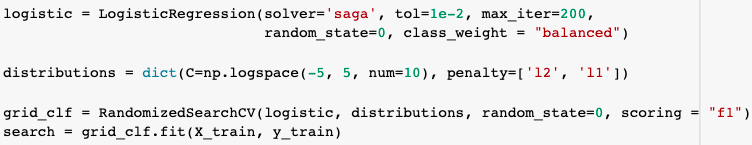 logistic = LogisticRegression(solver='saga', tol=1e-2, max_iter=200,
                              random_state=0, class_weight = "balanced")
distributions = dict(C=np.logspace(-5, 5, num=10), penalty=['l2', 'l1'])
grid_clf = RandomizedSearchCV(logistic, distributions, random_state=0, scoring = "f1")
search = grid_clf.fit(X_train, y_train)